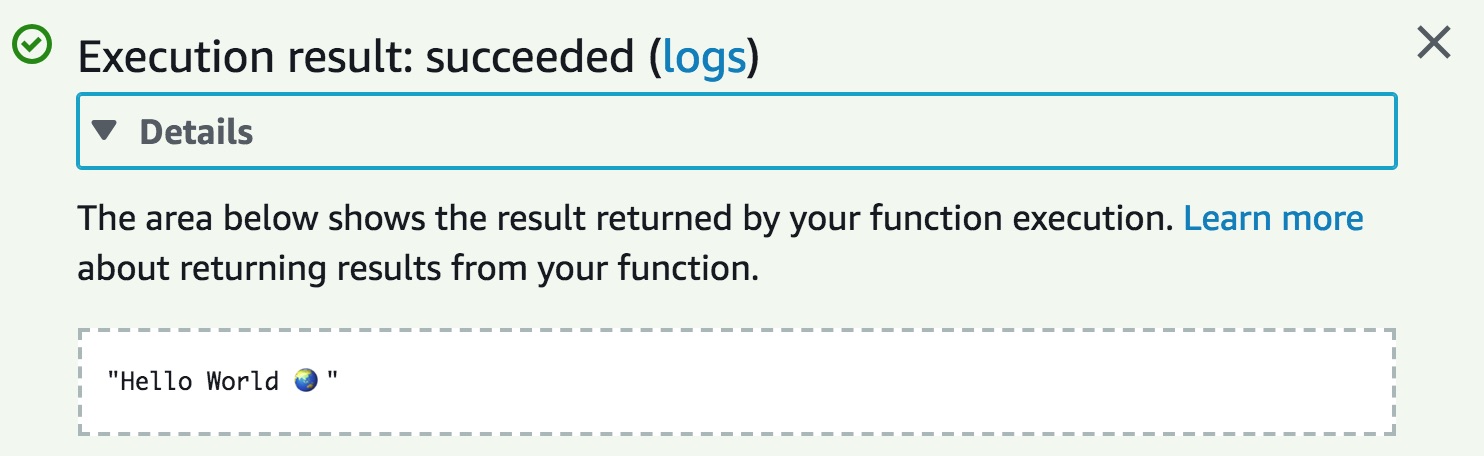 Execution result: succeeded (logs)
Details
The area below shows the result returned by your function execution. Learn more
about returning results from your function.
"Hello World 🌏 "